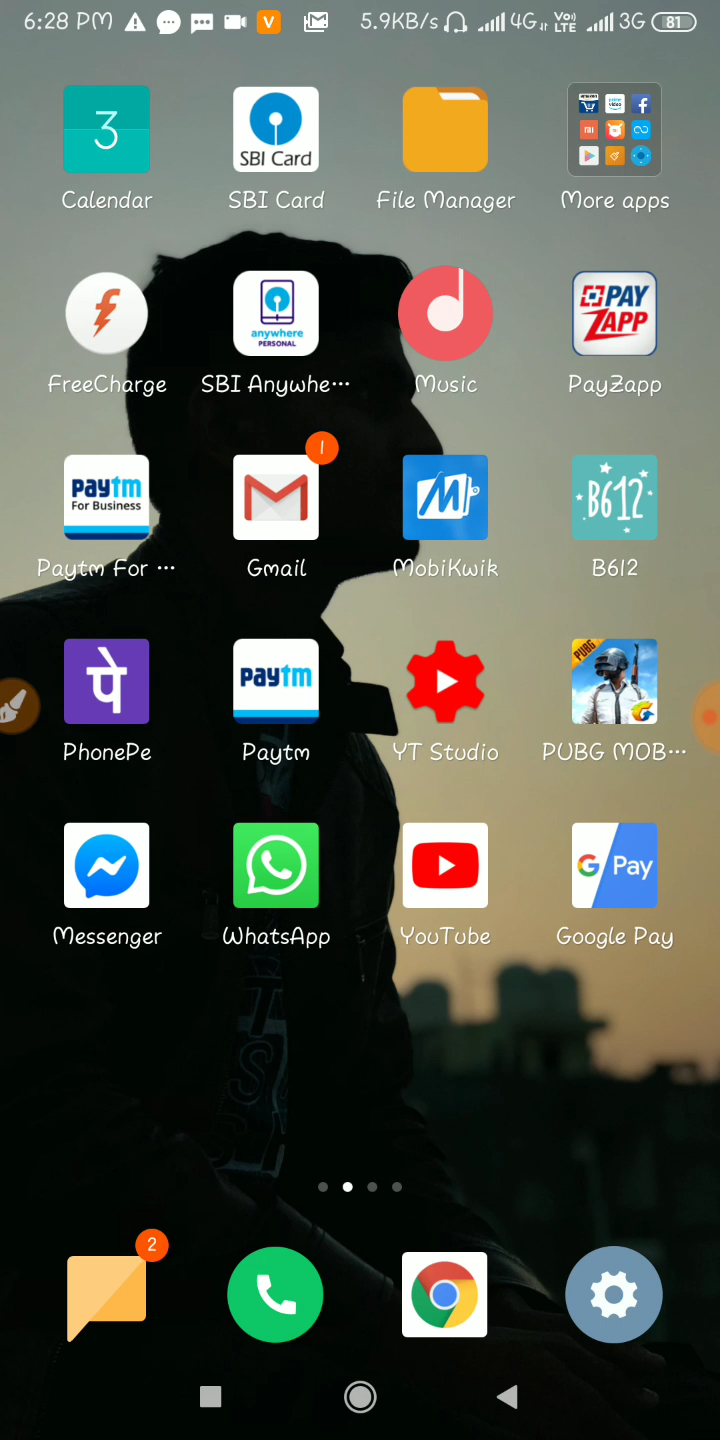 6:28 PM V 5.9KB/s 4G VoLTE 3G 81
3 SBI Card
Calendar SBI Card File Manager More apps
anywhere PERSONAL PAY ZAPP
FreeCharge SBI Anywhe··· Music PayZapp
1
paytm For Business B612
Paytm For ··· Gmail MobiKwik B612
पे paytm PUBG
PhonePe Paytm YT Studio PUBG MOB···
G Pay
Messenger WhatsApp YouTube Google Pay
2